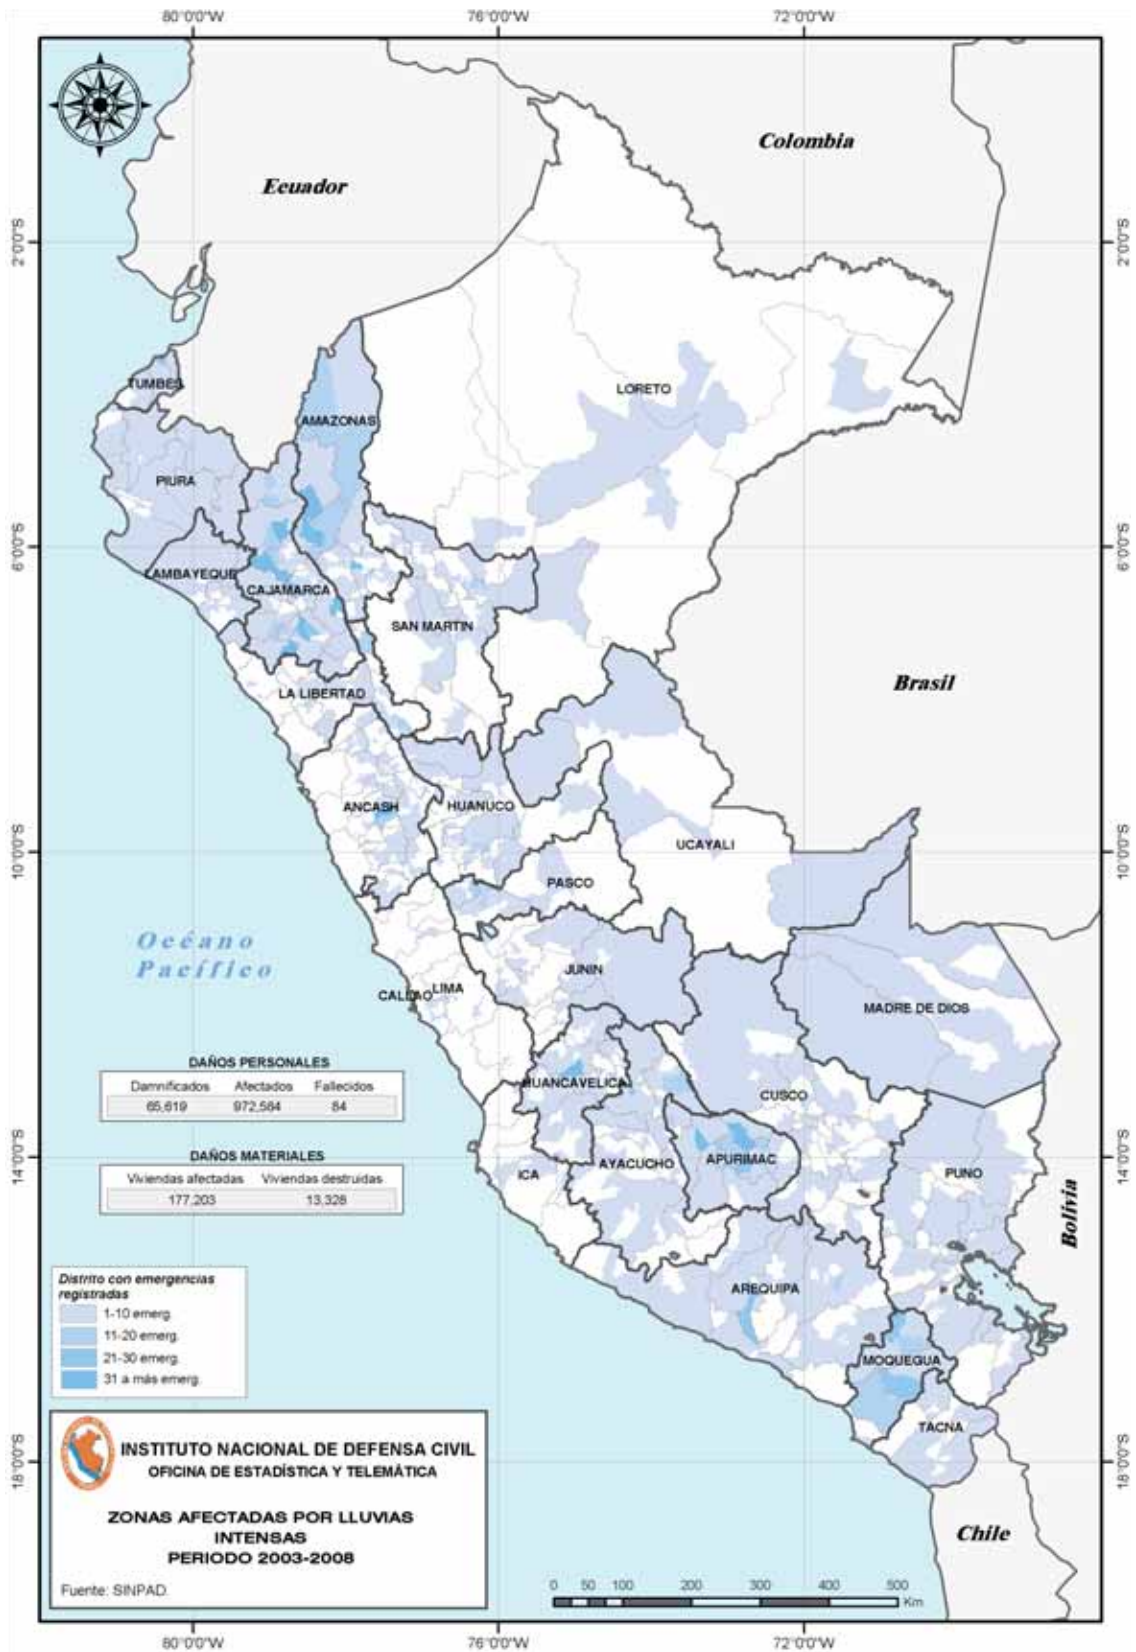 80°0'0"W
76°0'0"W
72°0'0"W
Colombia
Ecuador
2°0'0"S
2°0'0"S
TUMBES
LORETO
AMAZONAS
PIURA
6°0'0"S
6°0'0"S
LAMBAYEQUE
CAJAMARCA
SAN MARTIN
Brasil
LA LIBERTAD
ANCASH
HUANUCO
UCAYALI
10°0'0"S
10°0'0"S
PASCO
Océano
Pacífico
JUNIN
CALLAO
LIMA
MADRE DE DIOS
DAÑOS PERSONALES
Damnificados Afectados Fallecidos
65,619 972,584 84
HUANCAVELICA
CUSCO
14°0'0"S
14°0'0"S
DAÑOS MATERIALES
Viviendas afectadas Viviendas destruidas
177,203 13,328
ICA
AYACUCHO
APURIMAC
PUNO
Bolivia
AREQUIPA
Distrito con emergencias
registradas
1-10 emerg.
11-20 emerg.
21-30 emerg.
31 a más emerg.
MOQUEGUA
TACNA
18°0'0"S
18°0'0"S
INSTITUTO NACIONAL DE DEFENSA CIVIL
OFICINA DE ESTADÍSTICA Y TELEMÁTICA
ZONAS AFECTADAS POR LLUVIAS
INTENSAS
PERIODO 2003-2008
Fuente: SINPAD.
Chile
0 50 100 200 300 400 500
Km
80°0'0"W
76°0'0"W
72°0'0"W